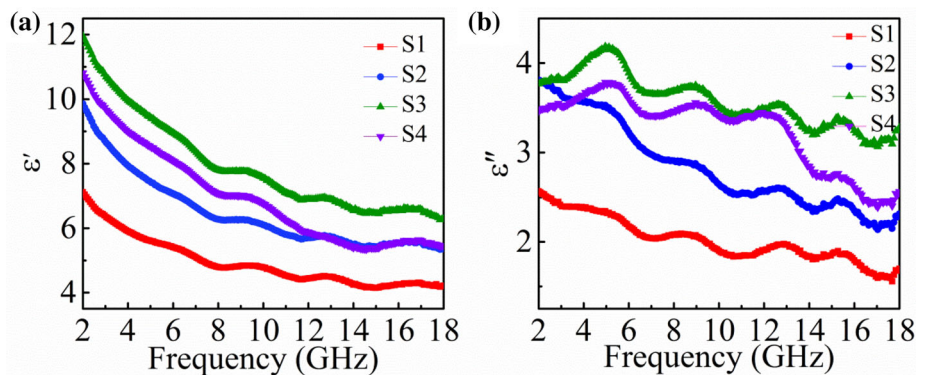 (a)
12
10
8
6
4
ε′
S1
S2
S3
S4
2 4 6 8 10 12 14 16 18
Frequency (GHz)
(b)
4
3
2
ε″
S1
S2
S3
S4
2 4 6 8 10 12 14 16 18
Frequency (GHz)